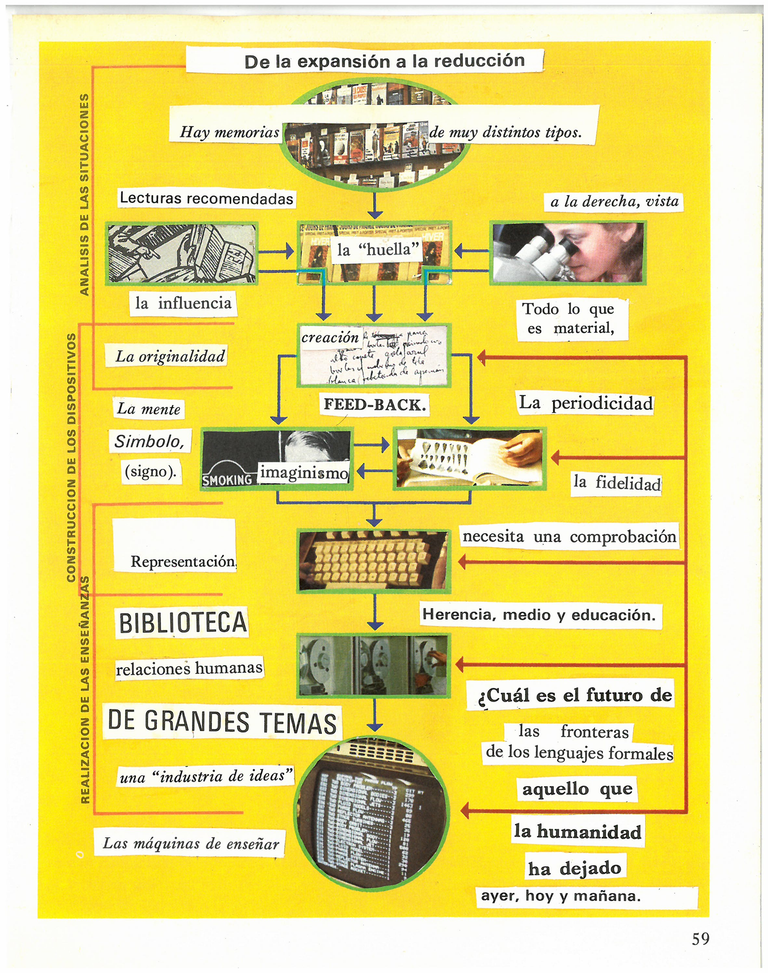 De la expansión a la reducción
Hay memorias de muy distintos tipos.
ANALISIS DE LAS SITUACIONES
Lecturas recomendadas
a la derecha, vista
la "huella"
la influencia
Todo lo que
es material,
creación
La originalidad
CONSTRUCCION DE LOS DISPOSITIVOS
FEED-BACK.
La periodicidad
La mente
Símbolo,
(signo).
SMOKING
imaginismo
la fidelidad
Representación,
necesita una comprobación
REALIZACION DE LAS ENSEÑANZAS
BIBLIOTECA
Herencia, medio y educación.
relaciones humanas
¿Cuál es el futuro de
DE GRANDES TEMAS
las fronteras
de los lenguajes formales
una "industria de ideas"
aquello que
la humanidad
Las máquinas de enseñar
ha dejado
ayer, hoy y mañana.
59